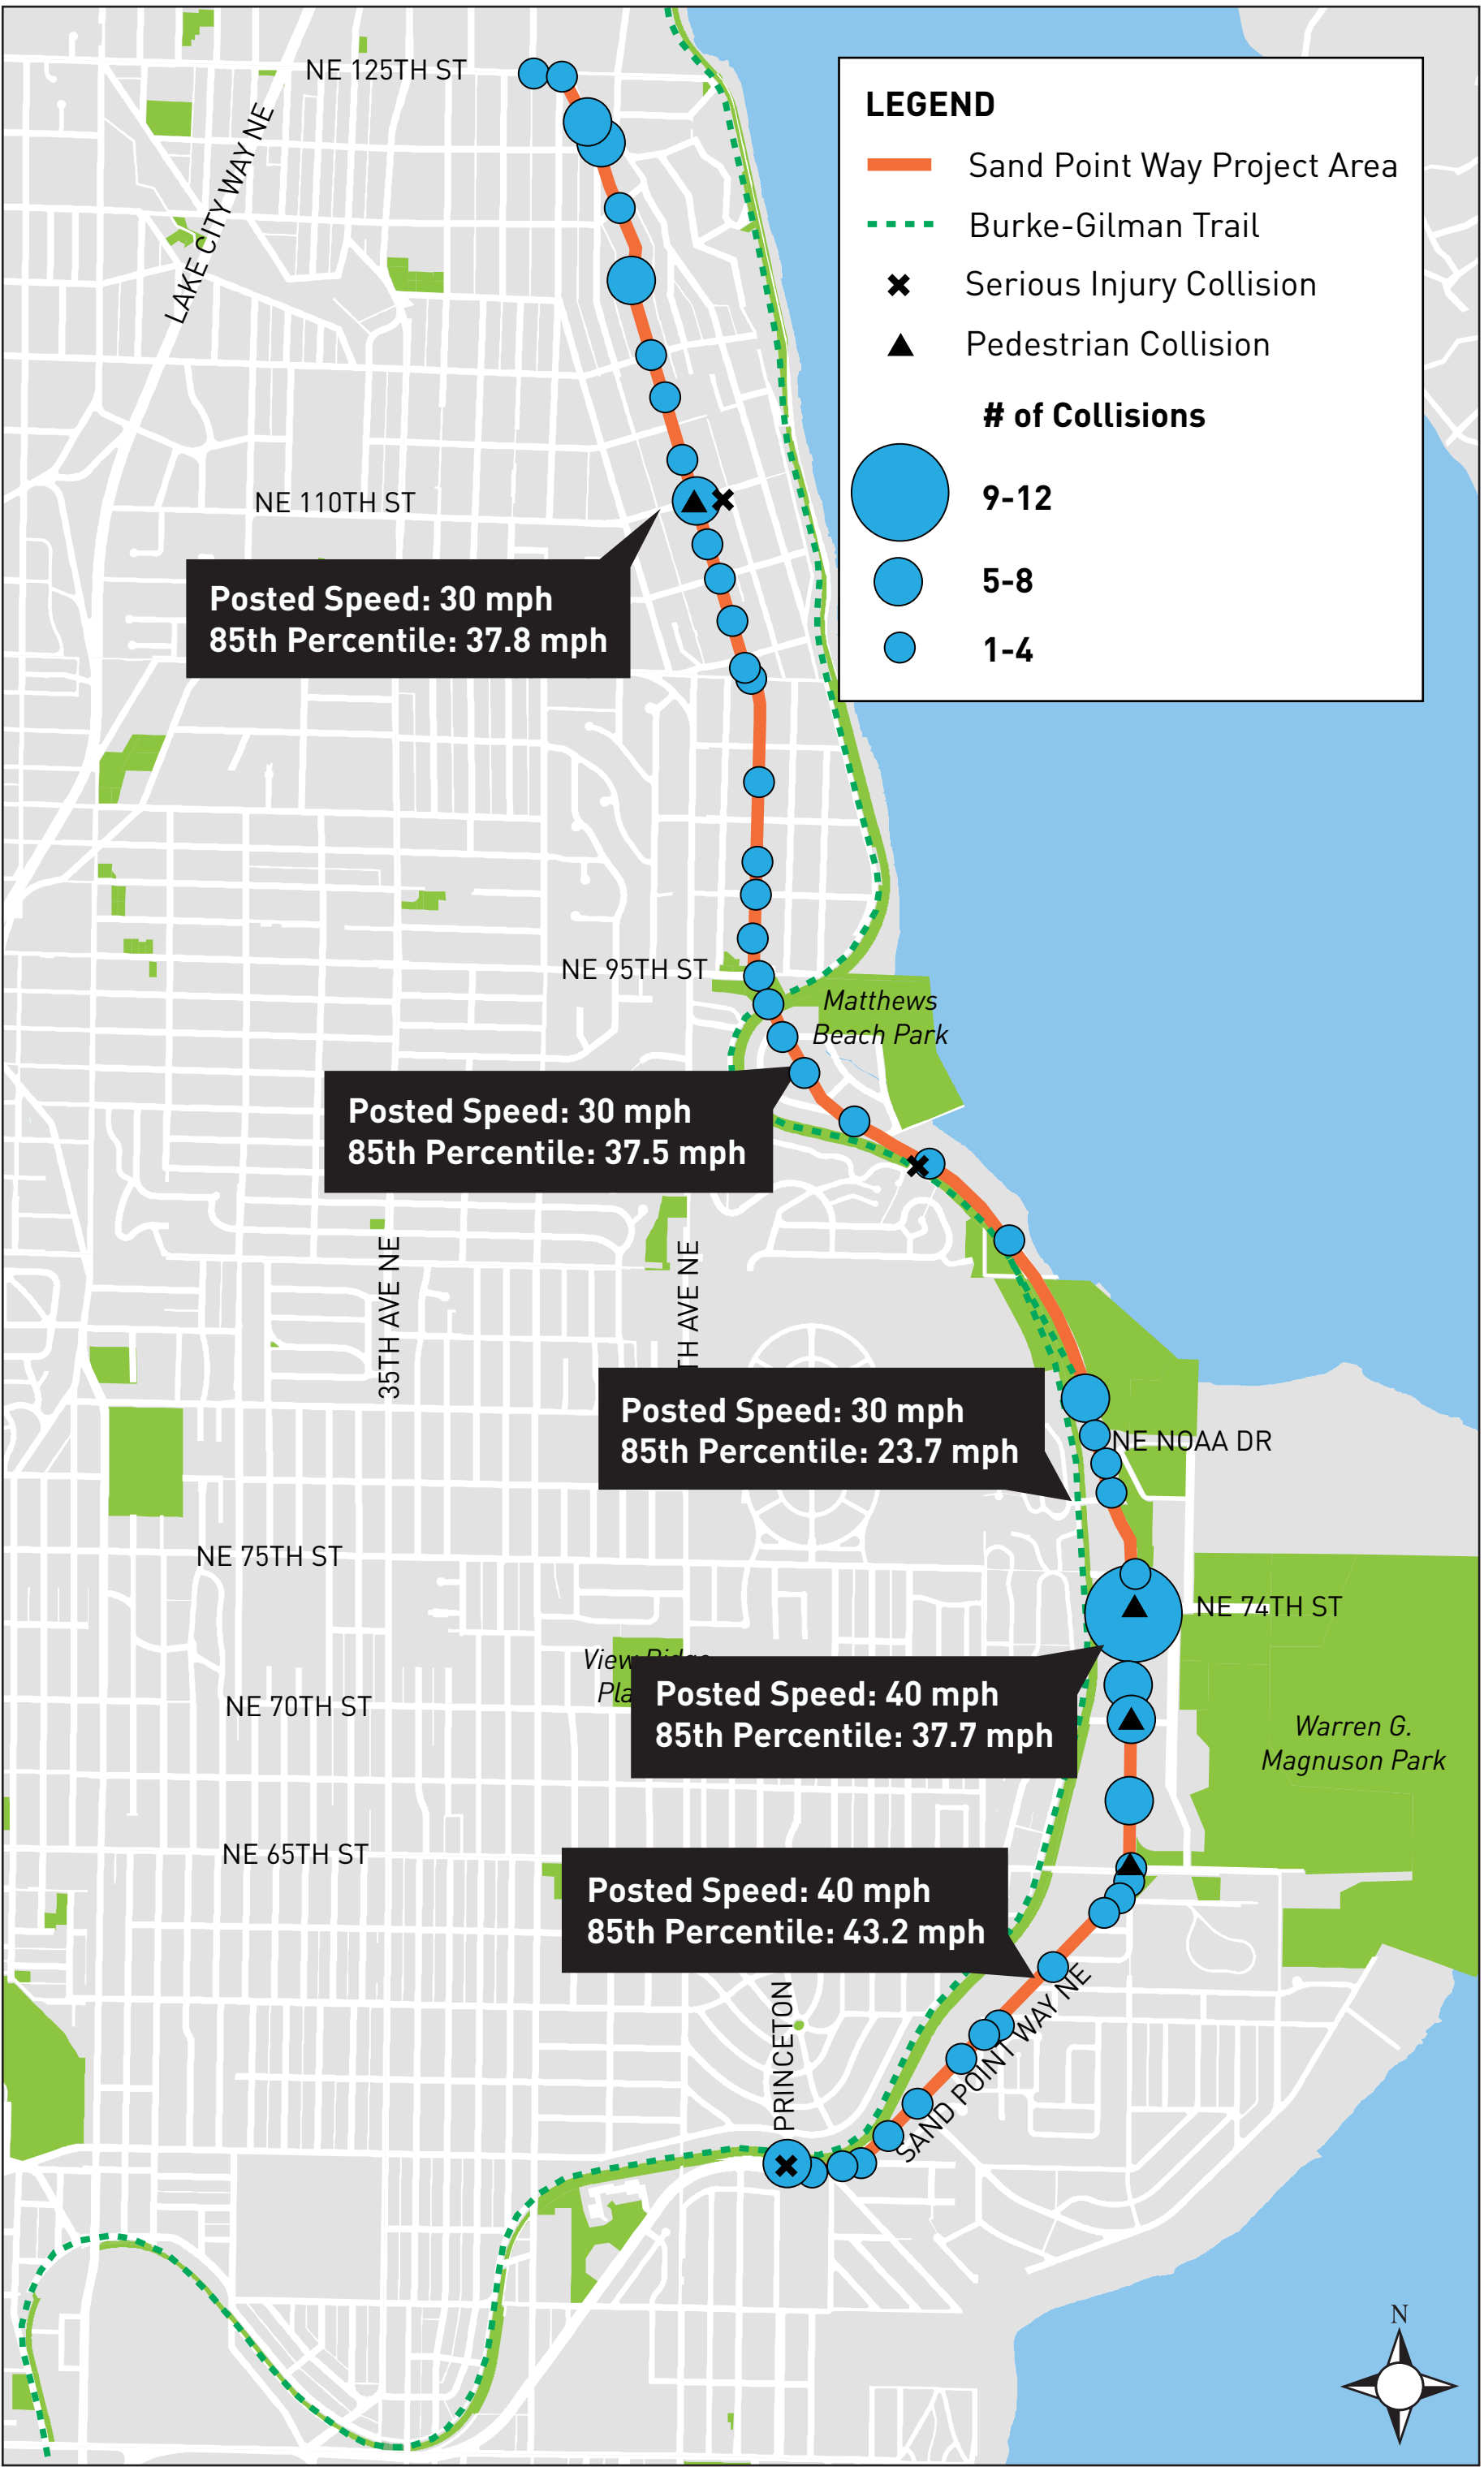 NE 125TH ST
LAKE CITY WAY NE
LEGEND
Sand Point Way Project Area
Burke-Gilman Trail
Serious Injury Collision
Pedestrian Collision
# of Collisions
9-12
5-8
1-4
NE 110TH ST
Posted Speed: 30 mph
85th Percentile: 37.8 mph
NE 95TH ST
Matthews
Beach Park
Posted Speed: 30 mph
85th Percentile: 37.5 mph
35TH AVE NE
TH AVE NE
Posted Speed: 30 mph
85th Percentile: 23.7 mph
NE NOAA DR
NE 75TH ST
NE 74TH ST
View Ridge
NE 70TH ST
Posted Speed: 40 mph
85th Percentile: 37.7 mph
Warren G.
Magnuson Park
NE 65TH ST
Posted Speed: 40 mph
85th Percentile: 43.2 mph
SAND POINT WAY NE
PRINCETON
N